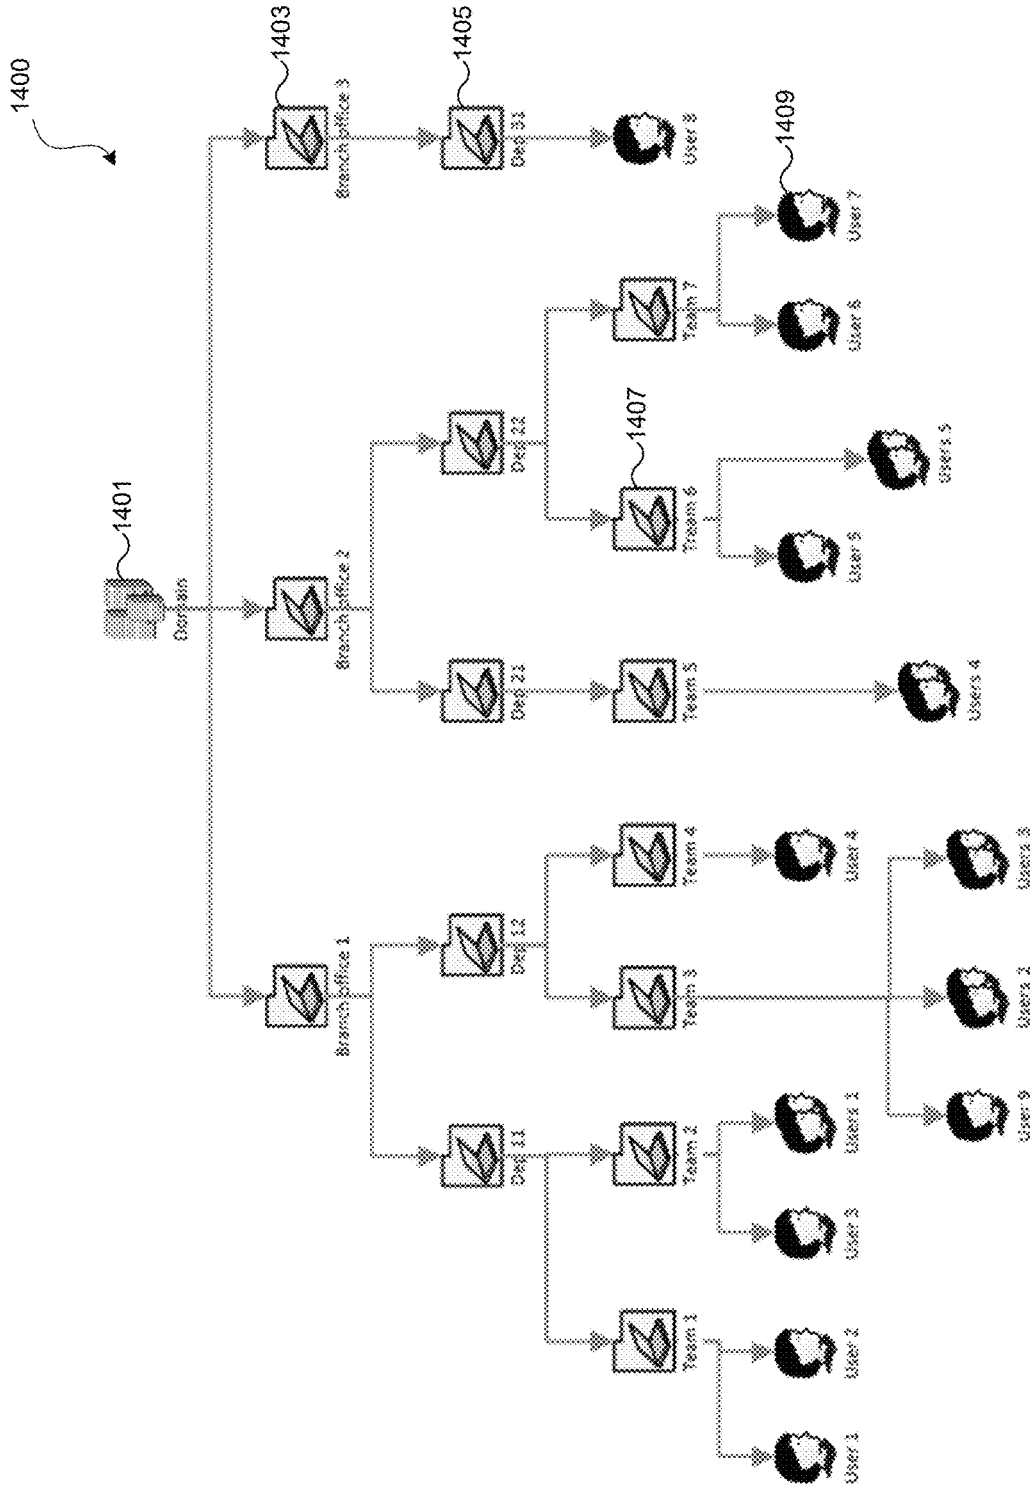 1400
1401
Domain
1403
Branch office 1
Branch office 2
Branch office 3
1405
Dep 11
Dep 12
Dep 21
Dep 22
Dep 31
1407
Team 1
Team 2
Team 3
Team 4
Team 5
Tream 6
Team 7
User 8
1409
User 1
User 2
User 3
Users 1
User 4
User 5
Users 5
User 6
User 7
Users 4
User 9
Users 2
Users 3